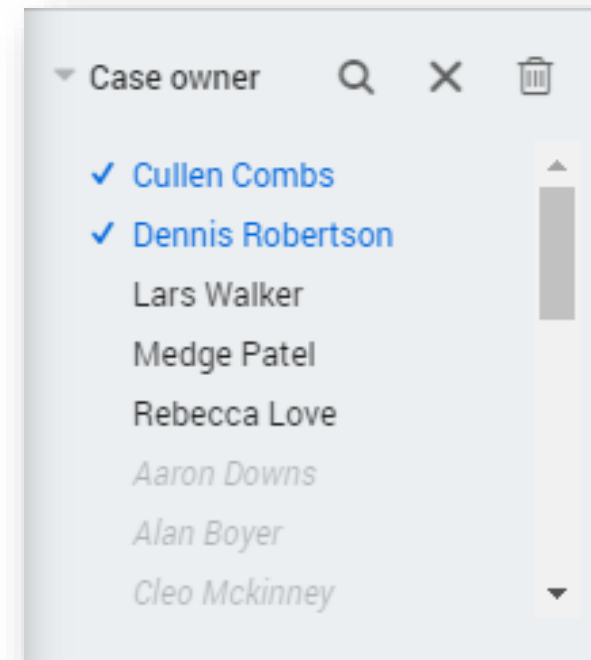 Case owner
Cullen Combs
Dennis Robertson
Lars Walker
Medge Patel
Rebecca Love
Aaron Downs
Alan Boyer
Cleo Mckinney